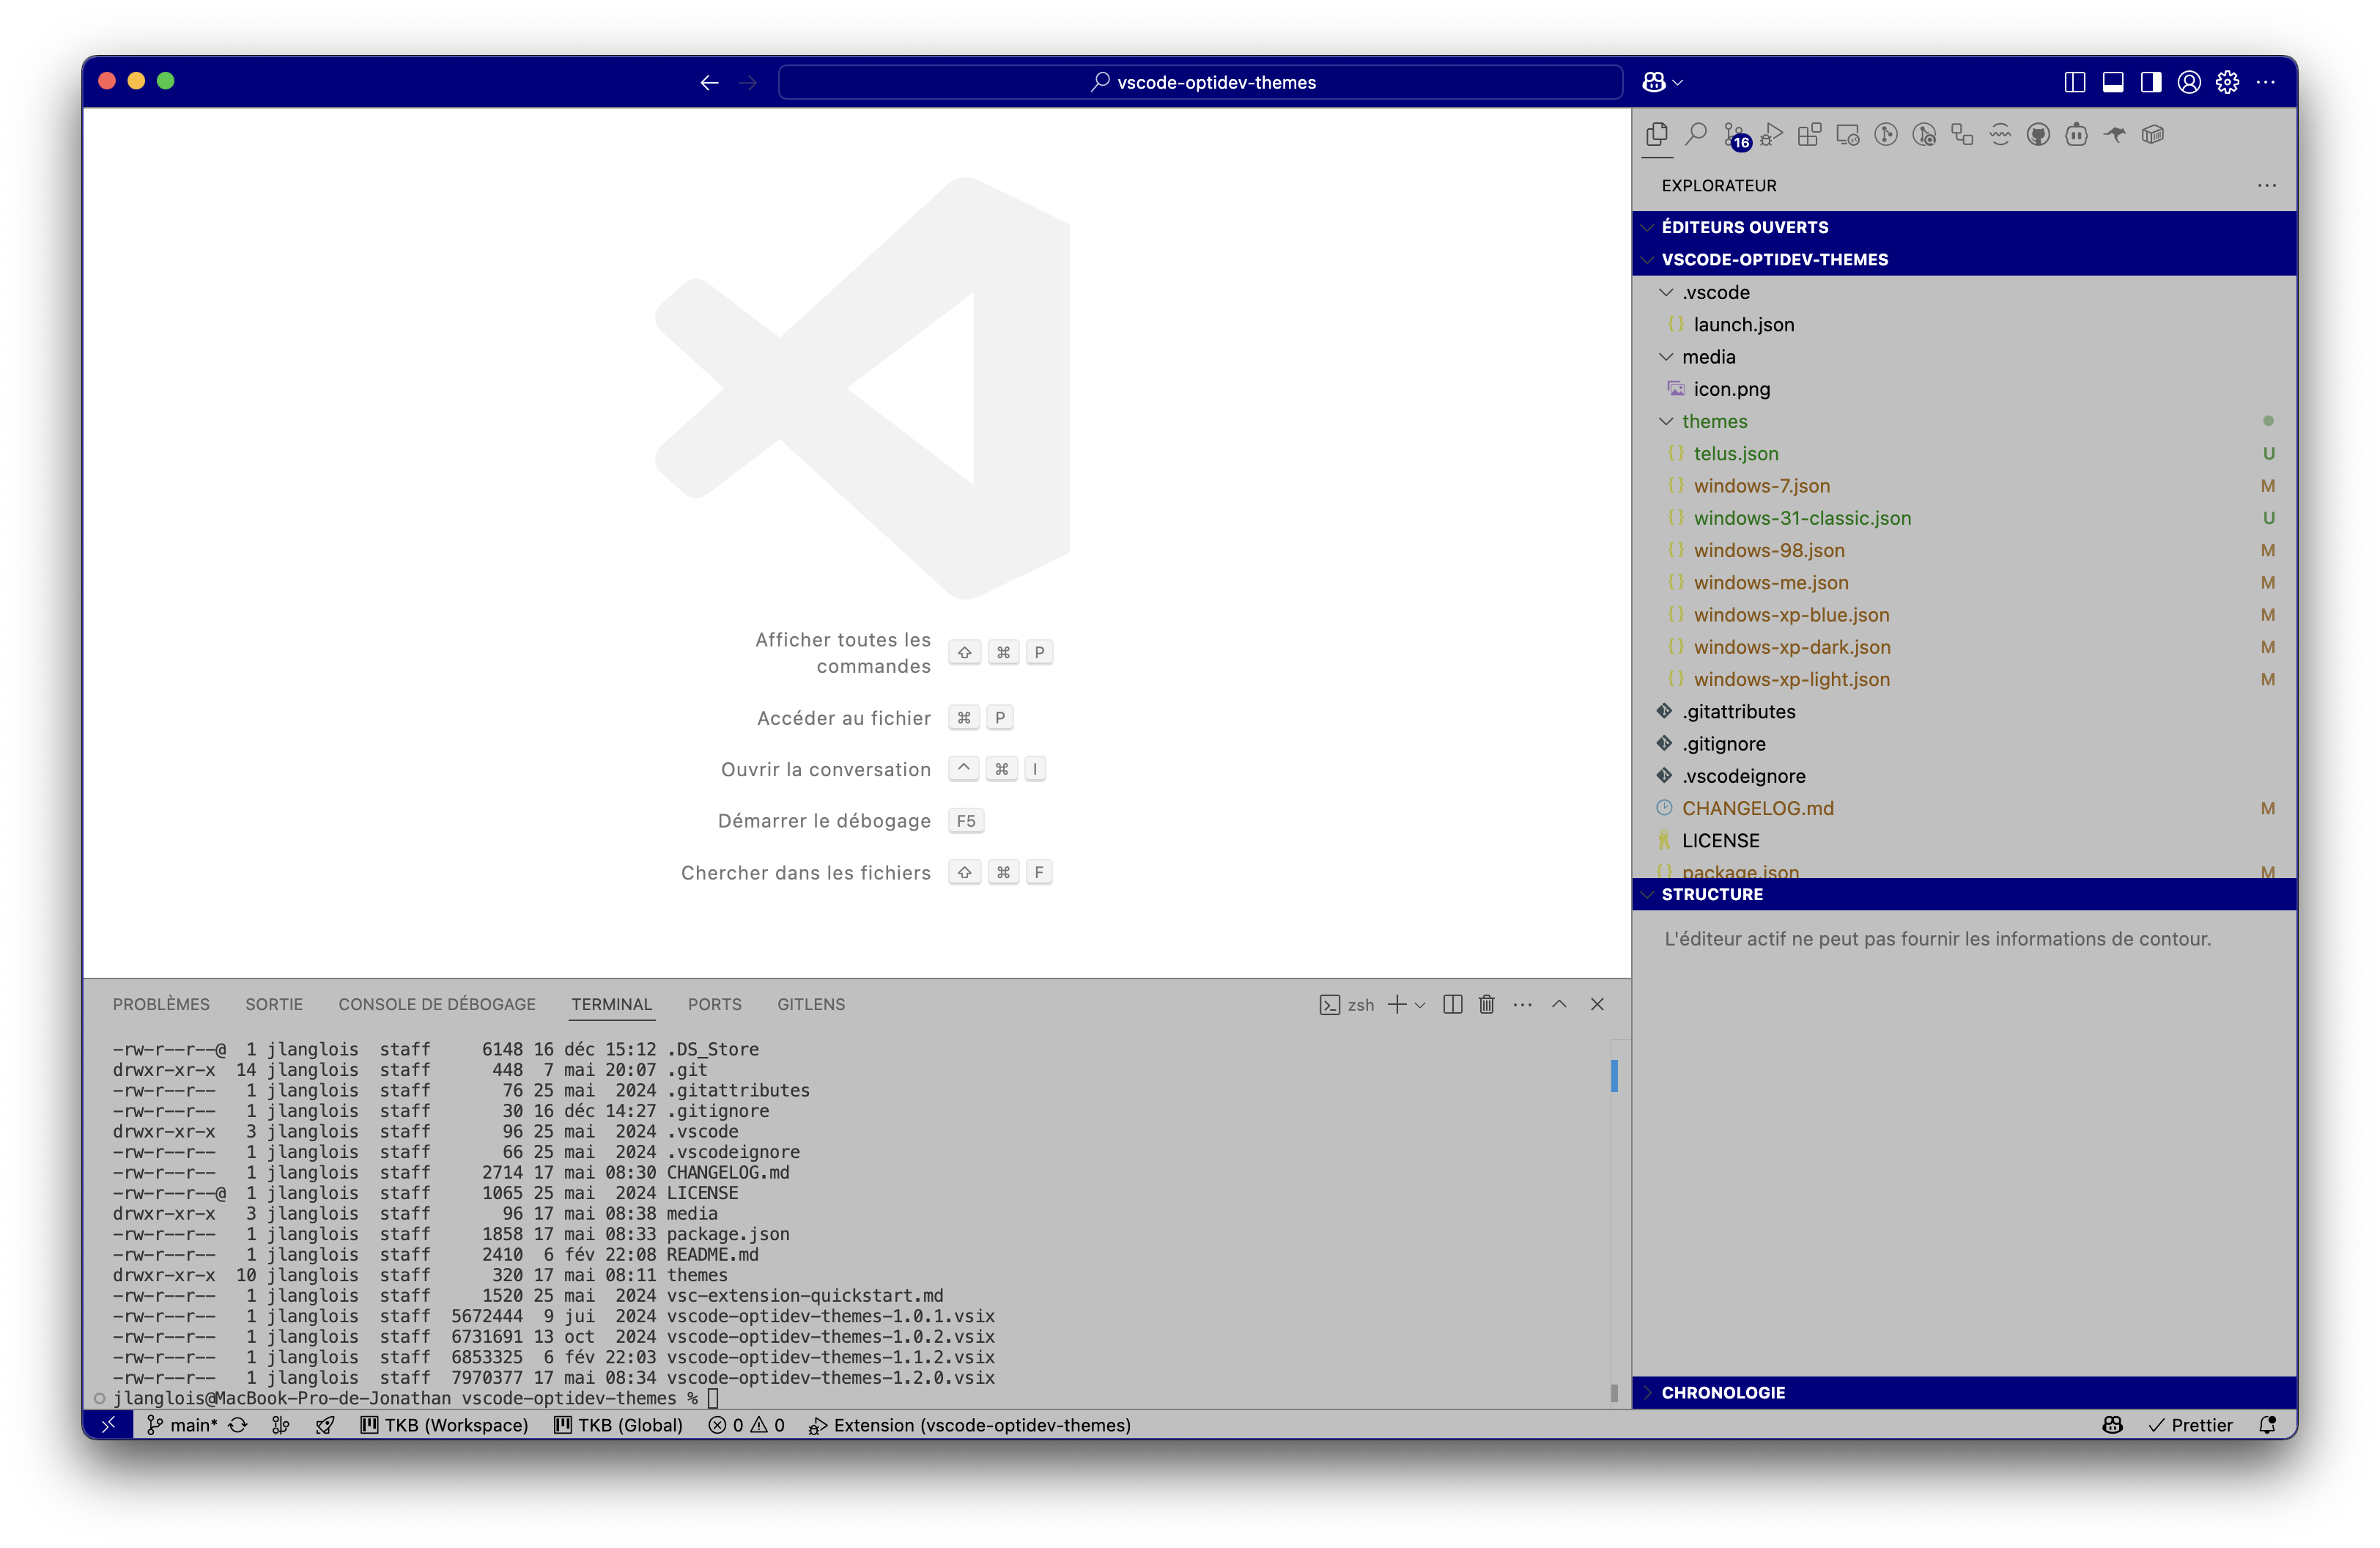 vscode-optidev-themes
16
EXPLORATEUR
ÉDITEURS OUVERTS
VSCODE-OPTIDEV-THEMES
.vscode
{} launch.json
media
icon.png
themes
{} telus.json U
{} windows-7.json M
{} windows-31-classic.json U
{} windows-98.json M
{} windows-me.json M
{} windows-xp-blue.json M
{} windows-xp-dark.json M
{} windows-xp-light.json M
.gitattributes
.gitignore
.vscodeignore
CHANGELOG.md M
LICENSE
{} package.json M
STRUCTURE
L'éditeur actif ne peut pas fournir les informations de contour.
CHRONOLOGIE
Afficher toutes les
commandes ⇧ ⌘ P
Accéder au fichier ⌘ P
Ouvrir la conversation ^ ⌘ I
Démarrer le débogage F5
Chercher dans les fichiers ⇧ ⌘ F
PROBLÈMES SORTIE CONSOLE DE DÉBOGAGE TERMINAL PORTS GITLENS zsh
-rw-r--r--@ 1 jlanglois staff 6148 16 déc 15:12 .DS_Store
drwxr-xr-x 14 jlanglois staff 448 7 mai 20:07 .git
-rw-r--r-- 1 jlanglois staff 76 25 mai 2024 .gitattributes
-rw-r--r-- 1 jlanglois staff 30 16 déc 14:27 .gitignore
drwxr-xr-x 3 jlanglois staff 96 25 mai 2024 .vscode
-rw-r--r-- 1 jlanglois staff 66 25 mai 2024 .vscodeignore
-rw-r--r-- 1 jlanglois staff 2714 17 mai 08:30 CHANGELOG.md
-rw-r--r--@ 1 jlanglois staff 1065 25 mai 2024 LICENSE
drwxr-xr-x 3 jlanglois staff 96 17 mai 08:38 media
-rw-r--r-- 1 jlanglois staff 1858 17 mai 08:33 package.json
-rw-r--r-- 1 jlanglois staff 2410 6 fév 22:08 README.md
drwxr-xr-x 10 jlanglois staff 320 17 mai 08:11 themes
-rw-r--r-- 1 jlanglois staff 1520 25 mai 2024 vsc-extension-quickstart.md
-rw-r--r-- 1 jlanglois staff 5672444 9 jui 2024 vscode-optidev-themes-1.0.1.vsix
-rw-r--r-- 1 jlanglois staff 6731691 13 oct 2024 vscode-optidev-themes-1.0.2.vsix
-rw-r--r-- 1 jlanglois staff 6853325 6 fév 22:03 vscode-optidev-themes-1.1.2.vsix
-rw-r--r-- 1 jlanglois staff 7970377 17 mai 08:34 vscode-optidev-themes-1.2.0.vsix
jlanglois@MacBook-Pro-de-Jonathan vscode-optidev-themes %
main* TKB (Workspace) TKB (Global) 0 0 Extension (vscode-optidev-themes) Prettier